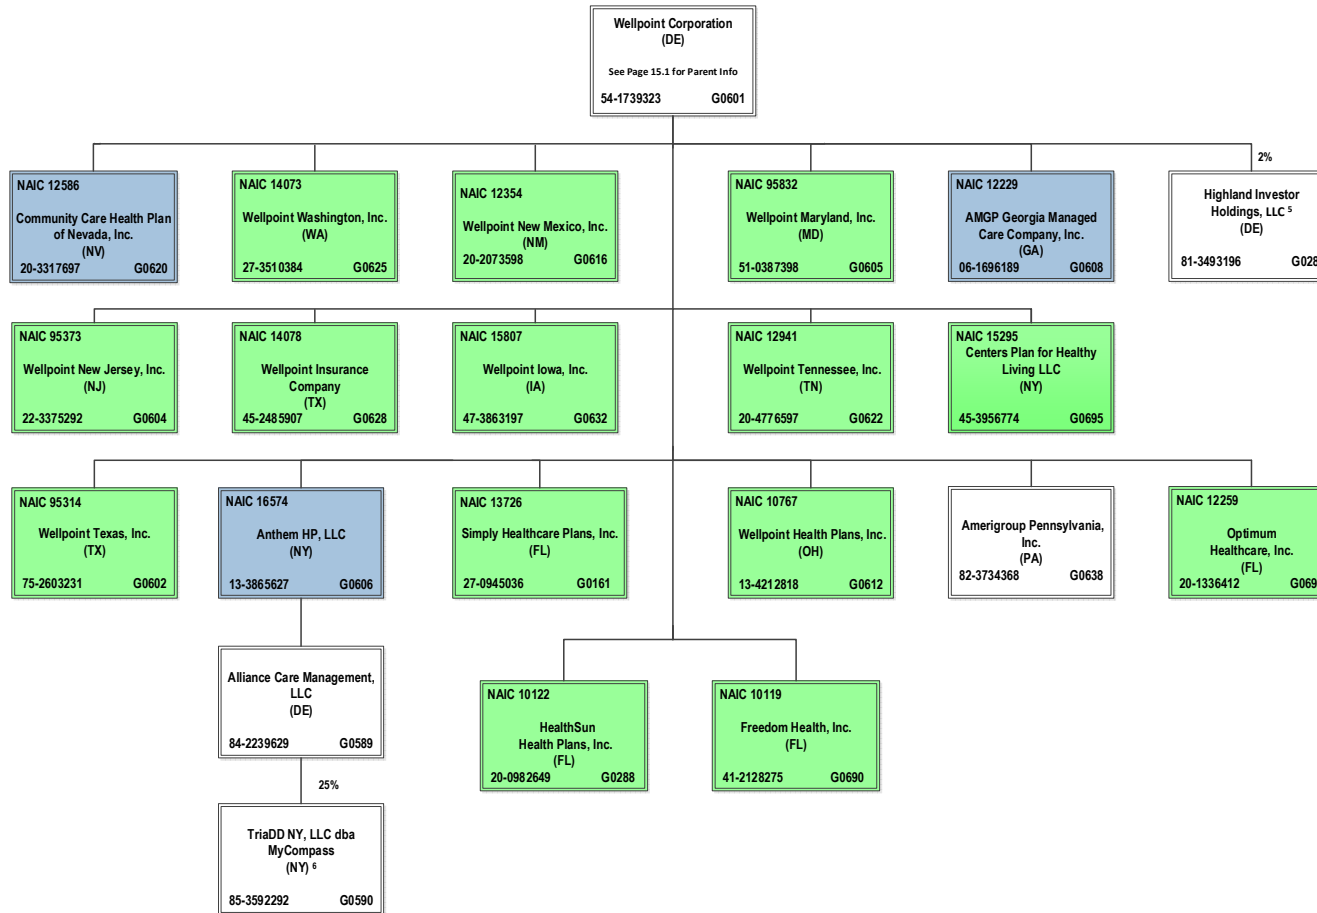 Wellpoint Corporation
(DE)
See Page 15.1 for Parent Info
54-1739323 G0601
2%
NAIC 12586
Community Care Health Plan
of Nevada, Inc.
(NV)
20-3317697 G0620
NAIC 14073
Wellpoint Washington, Inc.
(WA)
27-3510384 G0625
NAIC 12354
Wellpoint New Mexico, Inc.
(NM)
20-2073598 G0616
NAIC 95832
Wellpoint Maryland, Inc.
(MD)
51-0387398 G0605
NAIC 12229
AMGP Georgia Managed
Care Company, Inc.
(GA)
06-1696189 G0608
Highland Investor
Holdings, LLC 5
(DE)
81-3493196 G028
NAIC 95373
Wellpoint New Jersey, Inc.
(NJ)
22-3375292 G0604
NAIC 14078
Wellpoint Insurance
Company
(TX)
45-2485907 G0628
NAIC 15807
Wellpoint Iowa, Inc.
(IA)
47-3863197 G0632
NAIC 12941
Wellpoint Tennessee, Inc.
(TN)
20-4776597 G0622
NAIC 15295
Centers Plan for Healthy
Living LLC
(NY)
45-3956774 G0695
NAIC 95314
Wellpoint Texas, Inc.
(TX)
75-2603231 G0602
NAIC 16574
Anthem HP, LLC
(NY)
13-3865627 G0606
NAIC 13726
Simply Healthcare Plans, Inc.
(FL)
27-0945036 G0161
NAIC 10767
Wellpoint Health Plans, Inc.
(OH)
13-4212818 G0612
Amerigroup Pennsylvania,
Inc.
(PA)
82-3734368 G0638
NAIC 12259
Optimum
Healthcare, Inc.
(FL)
20-1336412 G069
Alliance Care Management,
LLC
(DE)
84-2239629 G0589
NAIC 10122
HealthSun
Health Plans, Inc.
(FL)
20-0982649 G0288
NAIC 10119
Freedom Health, Inc.
(FL)
41-2128275 G0690
25%
TriaDD NY, LLC dba
MyCompass
(NY) 6
85-3592292 G0590